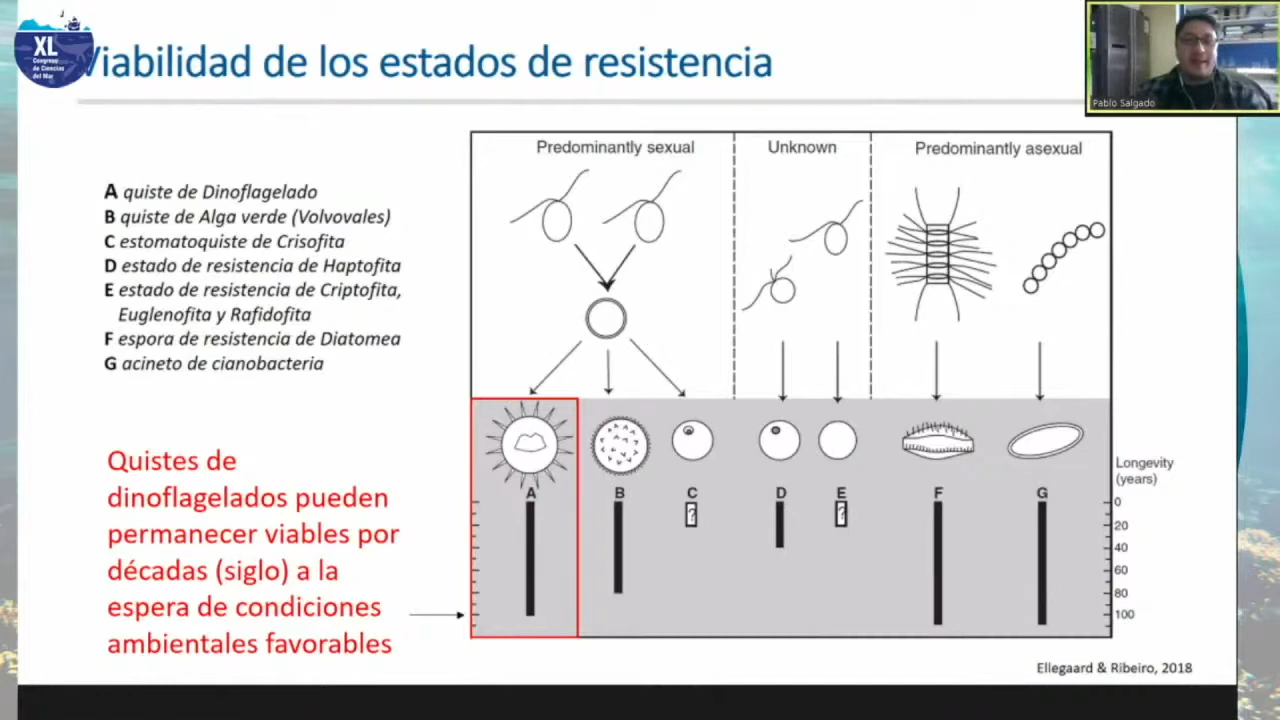 XL
Congreso
de Ciencias
del Mar
Viabilidad de los estados de resistencia
Pablo Salgado
A quiste de Dinoflagelado
B quiste de Alga verde (Volvovales)
C estomatoquiste de Crisofita
D estado de resistencia de Haptofita
E estado de resistencia de Criptofita,
Euglenofita y Rafidofita
F espora de resistencia de Diatomea
G acineto de cianobacteria
Quistes de
dinoflagelados pueden
permanecer viables por
décadas (siglo) a la
espera de condiciones
ambientales favorables
Predominantly sexual
Unknown
Predominantly asexual
A B C D E F G
? ?
Longevity
(years)
0
20
40
60
80
100
Ellegaard & Ribeiro, 2018